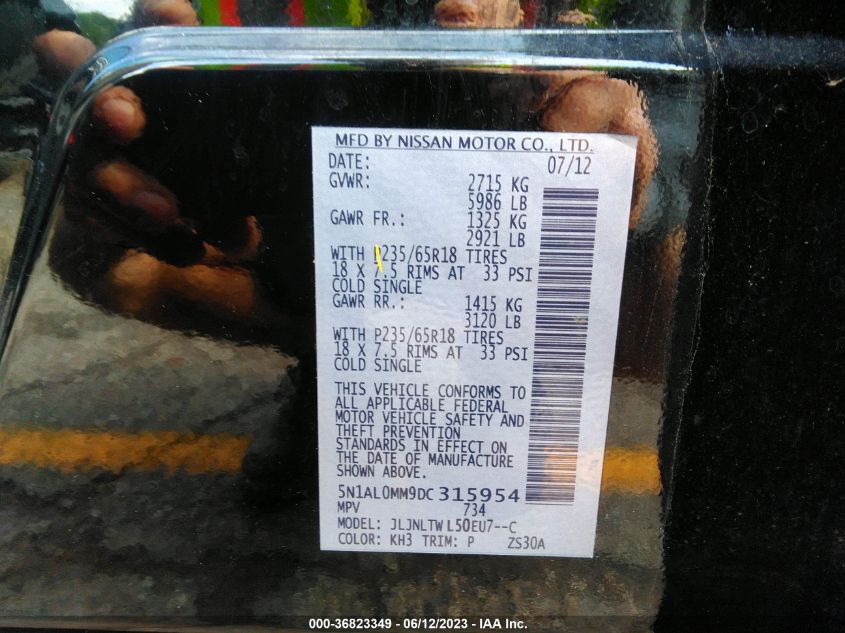 MFD BY NISSAN MOTOR CO., LTD.
DATE: 07/12
GVWR: 2715 KG
5986 LB
GAWR FR.: 1325 KG
2921 LB
WITH P235/65R18 TIRES
18 X 7.5 RIMS AT 33 PSI
COLD SINGLE
GAWR RR.: 1415 KG
3120 LB
WITH P235/65R18 TIRES
18 X 7.5 RIMS AT 33 PSI
COLD SINGLE
THIS VEHICLE CONFORMS TO
ALL APPLICABLE FEDERAL
MOTOR VEHICLE SAFETY AND
THEFT PREVENTION
STANDARDS IN EFFECT ON
THE DATE OF MANUFACTURE
SHOWN ABOVE.
5N1AL0MM9DC315954
MPV 734
MODEL: JLJNLTWL50EU7--C
COLOR: KH3 TRIM: P ZS30A
000-36823349 - 06/12/2023 - IAA Inc.